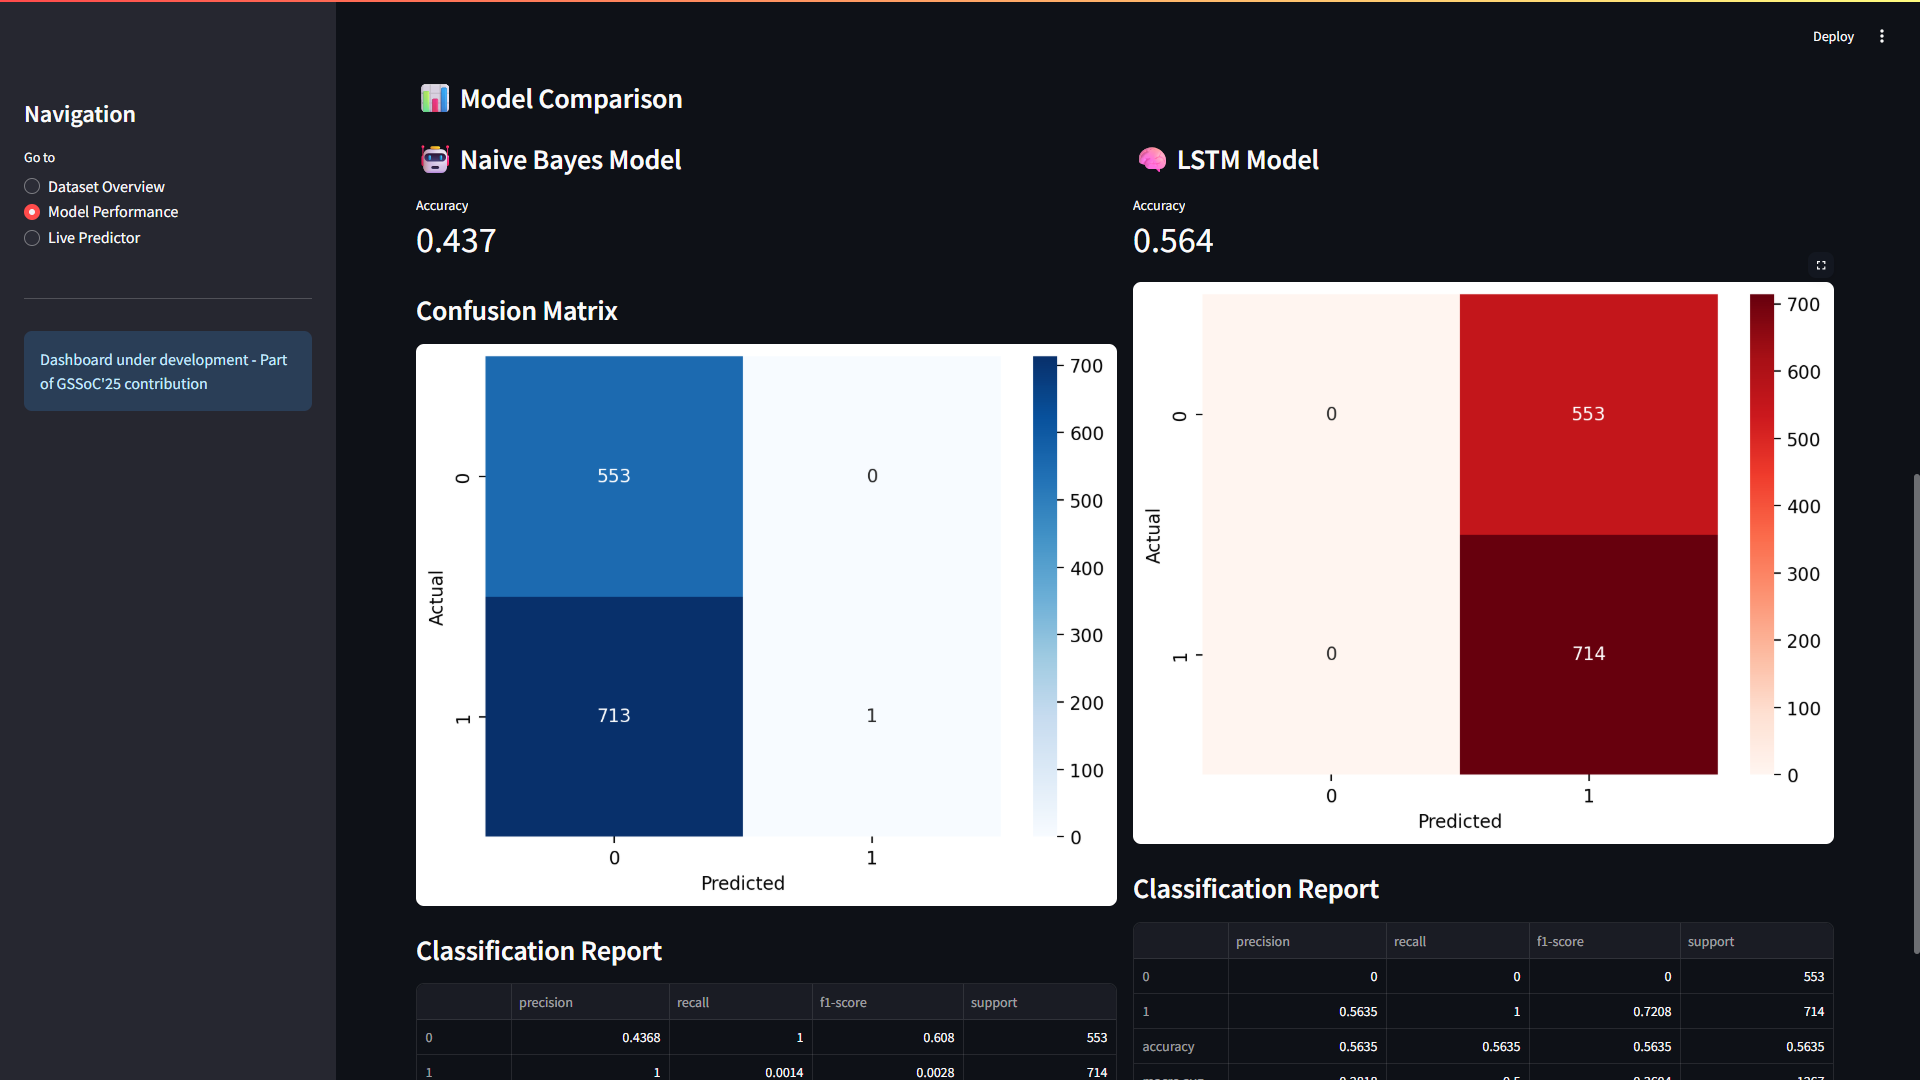 Deploy
Navigation
Go to
Dataset Overview
Model Performance
Live Predictor
Dashboard under development - Part
of GSSoC'25 contribution
Model Comparison
Naive Bayes Model
Accuracy
0.437
Confusion Matrix
553 0
713 1
Actual
0
1
0 1
Predicted
700
600
500
400
300
200
100
0
Classification Report
precision recall f1-score support
0 0.4368 1 0.608 553
1 1 0.0014 0.0028 714
LSTM Model
Accuracy
0.564
0 553
0 714
Actual
0
1
0 1
Predicted
700
600
500
400
300
200
100
0
Classification Report
precision recall f1-score support
0 0 0 0 553
1 0.5635 1 0.7208 714
accuracy 0.5635 0.5635 0.5635 0.5635